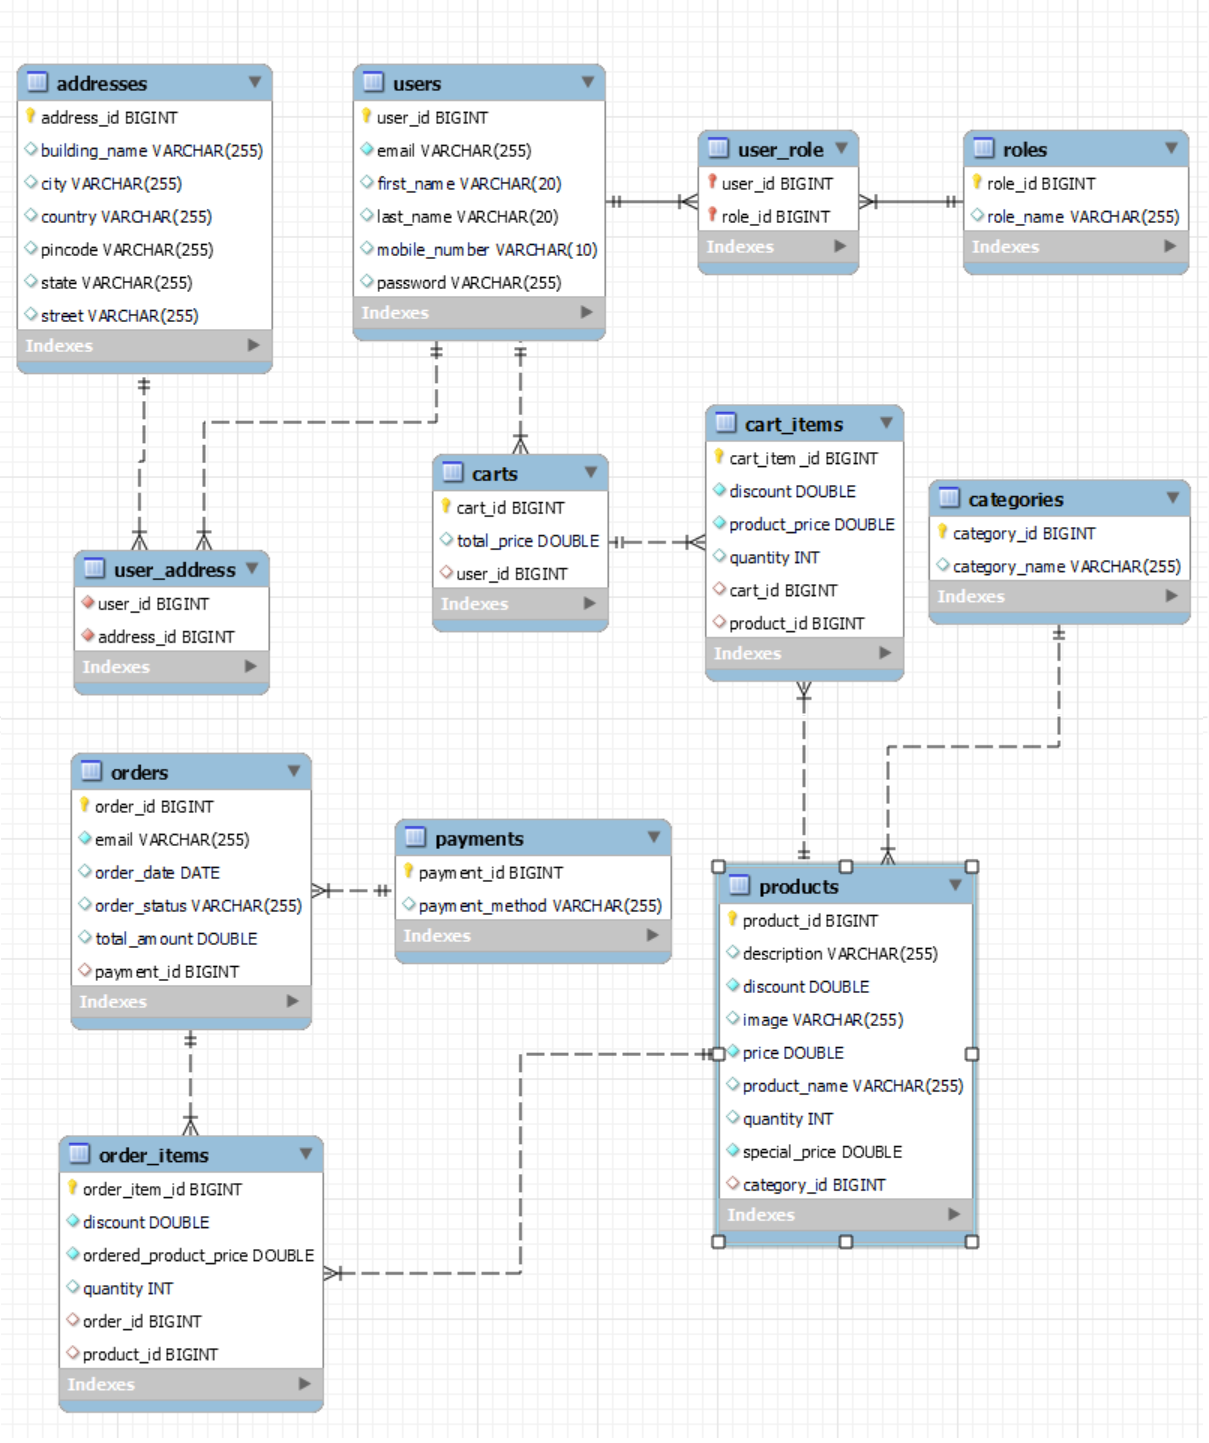 addresses
address_id BIGINT
building_name VARCHAR(255)
city VARCHAR(255)
country VARCHAR(255)
pincode VARCHAR(255)
state VARCHAR(255)
street VARCHAR(255)
Indexes
users
user_id BIGINT
email VARCHAR(255)
first_name VARCHAR(20)
last_name VARCHAR(20)
mobile_number VARCHAR(10)
password VARCHAR(255)
Indexes
user_role
user_id BIGINT
role_id BIGINT
Indexes
roles
role_id BIGINT
role_name VARCHAR(255)
Indexes
user_address
user_id BIGINT
address_id BIGINT
Indexes
carts
cart_id BIGINT
total_price DOUBLE
user_id BIGINT
Indexes
cart_items
cart_item_id BIGINT
discount DOUBLE
product_price DOUBLE
quantity INT
cart_id BIGINT
product_id BIGINT
Indexes
categories
category_id BIGINT
category_name VARCHAR(255)
Indexes
orders
order_id BIGINT
email VARCHAR(255)
order_date DATE
order_status VARCHAR(255)
total_amount DOUBLE
payment_id BIGINT
Indexes
payments
payment_id BIGINT
payment_method VARCHAR(255)
Indexes
products
product_id BIGINT
description VARCHAR(255)
discount DOUBLE
image VARCHAR(255)
price DOUBLE
product_name VARCHAR(255)
quantity INT
special_price DOUBLE
category_id BIGINT
Indexes
order_items
order_item_id BIGINT
discount DOUBLE
ordered_product_price DOUBLE
quantity INT
order_id BIGINT
product_id BIGINT
Indexes